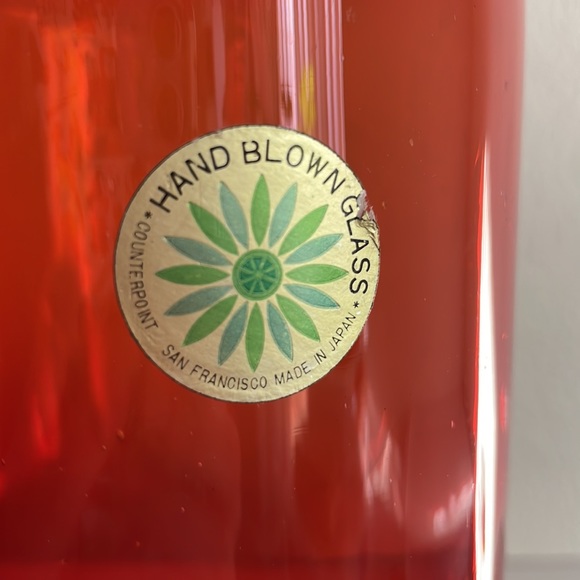 * HAND BLOWN GLASS *
COUNTERPOINT SAN FRANCISCO MADE IN JAPAN